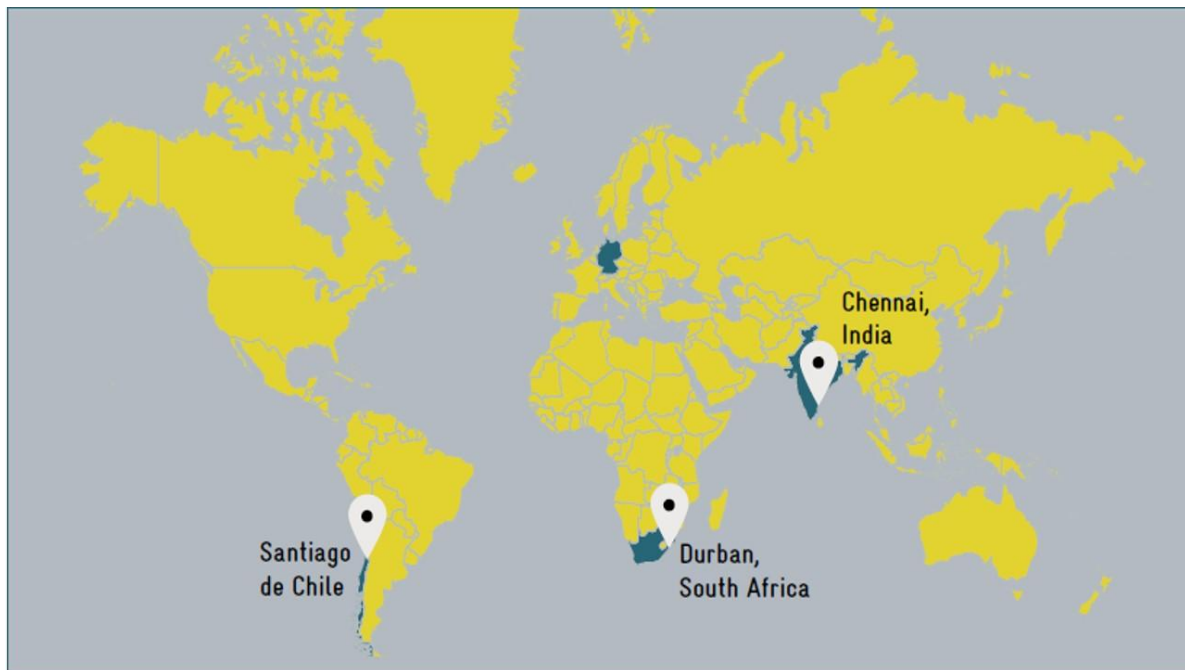 Chennai,
India
Santiago
de Chile
Durban,
South Africa